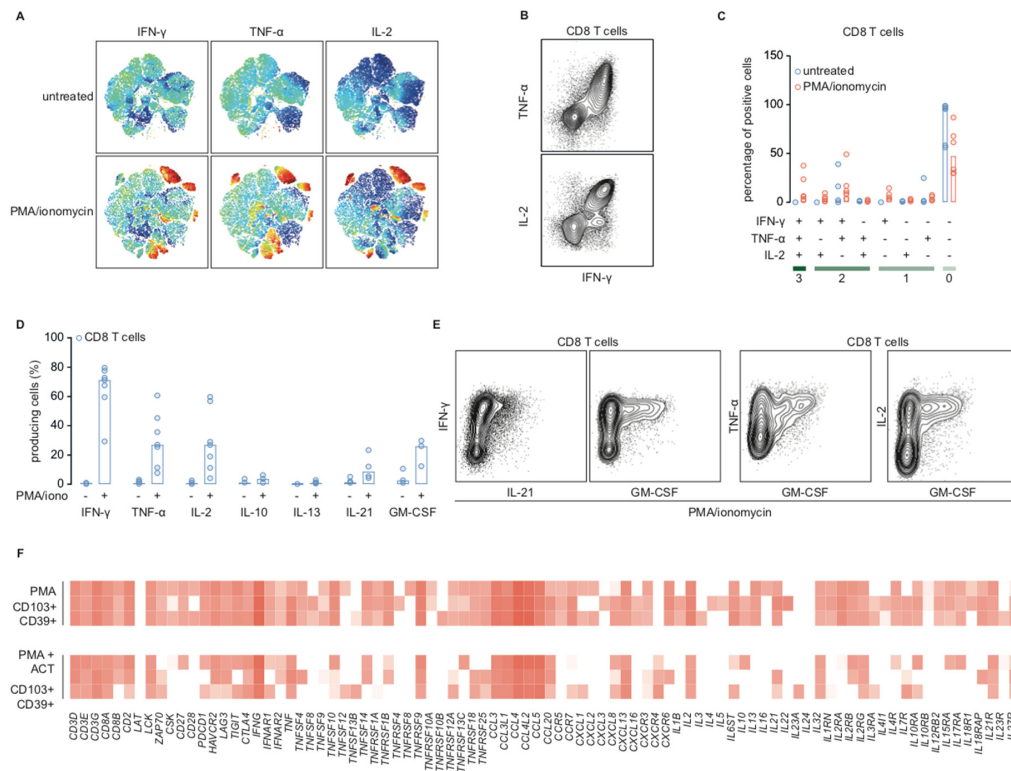 A
IFN-γ
TNF-α
IL-2
untreated
PMA/ionomycin
B
CD8 T cells
TNF-α
IL-2
IFN-γ
C
CD8 T cells
percentage of positive cells
150
100
50
0
untreated
PMA/ionomycin
IFN-γ + + + - + - - -
TNF-α + - + + - - + -
IL-2 + + - + - + - -
3 2 1 0
D
CD8 T cells
producing cells (%)
100
80
60
40
20
0
PMA/iono - + - + - + - + - + - + - +
IFN-γ TNF-α IL-2 IL-10 IL-13 IL-21 GM-CSF
E
CD8 T cells
CD8 T cells
IFN-γ
TNF-α
IL-2
IL-21
GM-CSF
GM-CSF
GM-CSF
PMA/ionomycin
F
PMA
CD103+
CD39+
PMA +
ACT
CD103+
CD39+
CD3D
CD3E
CD3G
CD8A
CD8B
CD2
LAT
LCK
ZAP70
CSK
CD27
CD28
PDCD1
HAVCR2
LAG3
TIGIT
CTLA4
IFNG
IFNAR1
IFNAR2
TNF
TNFSF4
TNFSF8
TNFSF9
TNFSF10
TNFSF12
TNFSF13B
TNFSF14
TNFRSF1A
TNFRSF1B
TNFRSF4
TNFRSF8
TNFRSF9
TNFRSF10A
TNFRSF10B
TNFRSF12A
TNFRSF13C
TNFRSF18
TNFRSF25
CCL3
CCL3L1
CCL4
CCL4L2
CCL5
CCL20
CCR5
CCR7
CXCL1
CXCL2
CXCL3
CXCL8
CXCL13
CXCL16
CXCR3
CXCR4
CXCR6
IL1B
IL2
IL3
IL4
IL5
IL6ST
IL10
IL13
IL16
IL21
IL22
IL23A
IL24
IL32
IL1RN
IL2RA
IL2RB
IL2RG
IL3RA
IL4I1
IL4R
IL7R
IL10RA
IL10RB
IL12RB2
IL15RA
IL17RA
IL18R1
IL18RAP
IL21R
IL23R